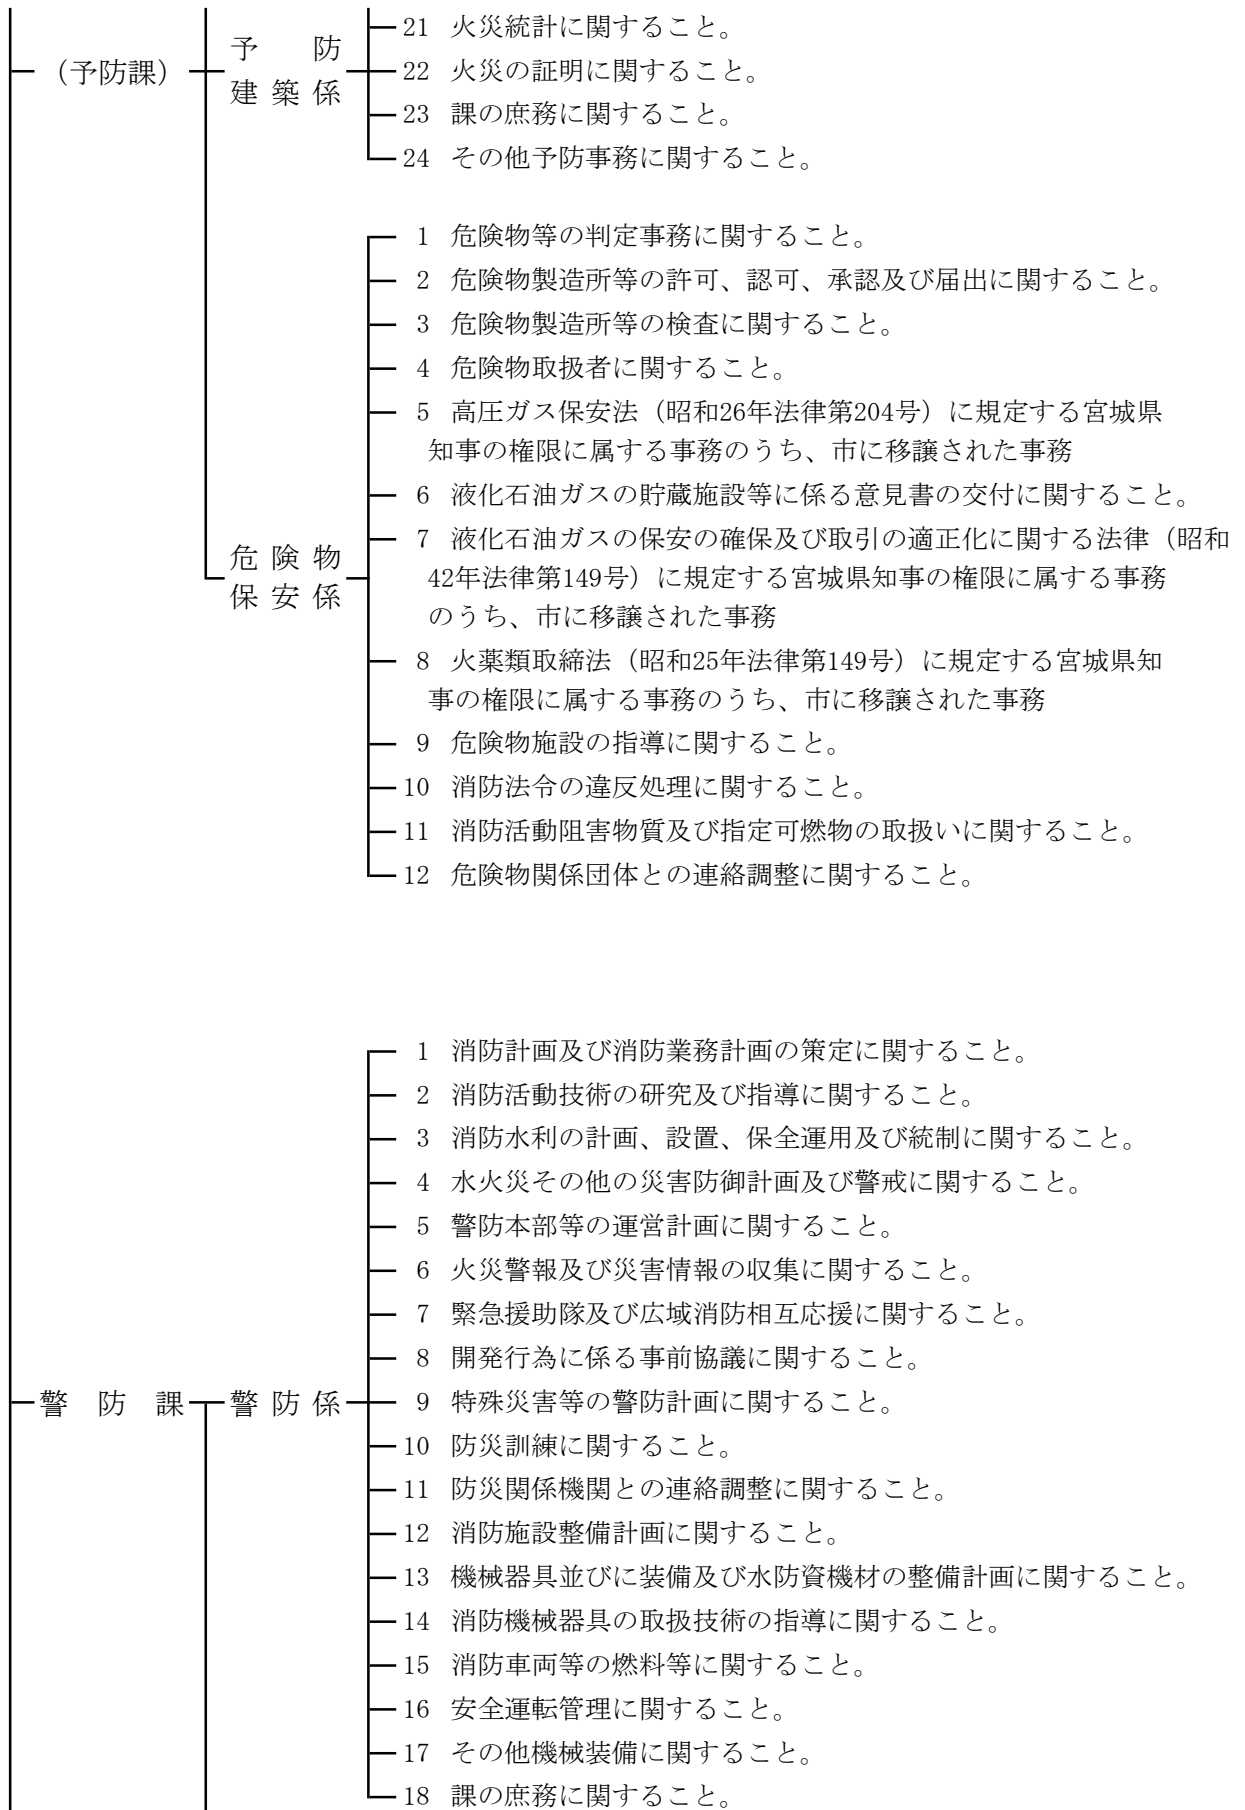 （予防課）
予　防
建築係
21 火災統計に関すること。
22 火災の証明に関すること。
23 課の庶務に関すること。
24 その他予防事務に関すること。
危険物
保安係
1 危険物等の判定事務に関すること。
2 危険物製造所等の許可、認可、承認及び届出に関すること。
3 危険物製造所等の検査に関すること。
4 危険物取扱者に関すること。
5 高圧ガス保安法（昭和26年法律第204号）に規定する宮城県
知事の権限に属する事務のうち、市に移譲された事務
6 液化石油ガスの貯蔵施設等に係る意見書の交付に関すること。
7 液化石油ガスの保安の確保及び取引の適正化に関する法律（昭和
42年法律第149号）に規定する宮城県知事の権限に属する事務
のうち、市に移譲された事務
8 火薬類取締法（昭和25年法律第149号）に規定する宮城県知
事の権限に属する事務のうち、市に移譲された事務
9 危険物施設の指導に関すること。
10 消防法令の違反処理に関すること。
11 消防活動阻害物質及び指定可燃物の取扱いに関すること。
12 危険物関係団体との連絡調整に関すること。
警　防　課
警防係
1 消防計画及び消防業務計画の策定に関すること。
2 消防活動技術の研究及び指導に関すること。
3 消防水利の計画、設置、保全運用及び統制に関すること。
4 水火災その他の災害防御計画及び警戒に関すること。
5 警防本部等の運営計画に関すること。
6 火災警報及び災害情報の収集に関すること。
7 緊急援助隊及び広域消防相互応援に関すること。
8 開発行為に係る事前協議に関すること。
9 特殊災害等の警防計画に関すること。
10 防災訓練に関すること。
11 防災関係機関との連絡調整に関すること。
12 消防施設整備計画に関すること。
13 機械器具並びに装備及び水防資機材の整備計画に関すること。
14 消防機械器具の取扱技術の指導に関すること。
15 消防車両等の燃料等に関すること。
16 安全運転管理に関すること。
17 その他機械装備に関すること。
18 課の庶務に関すること。